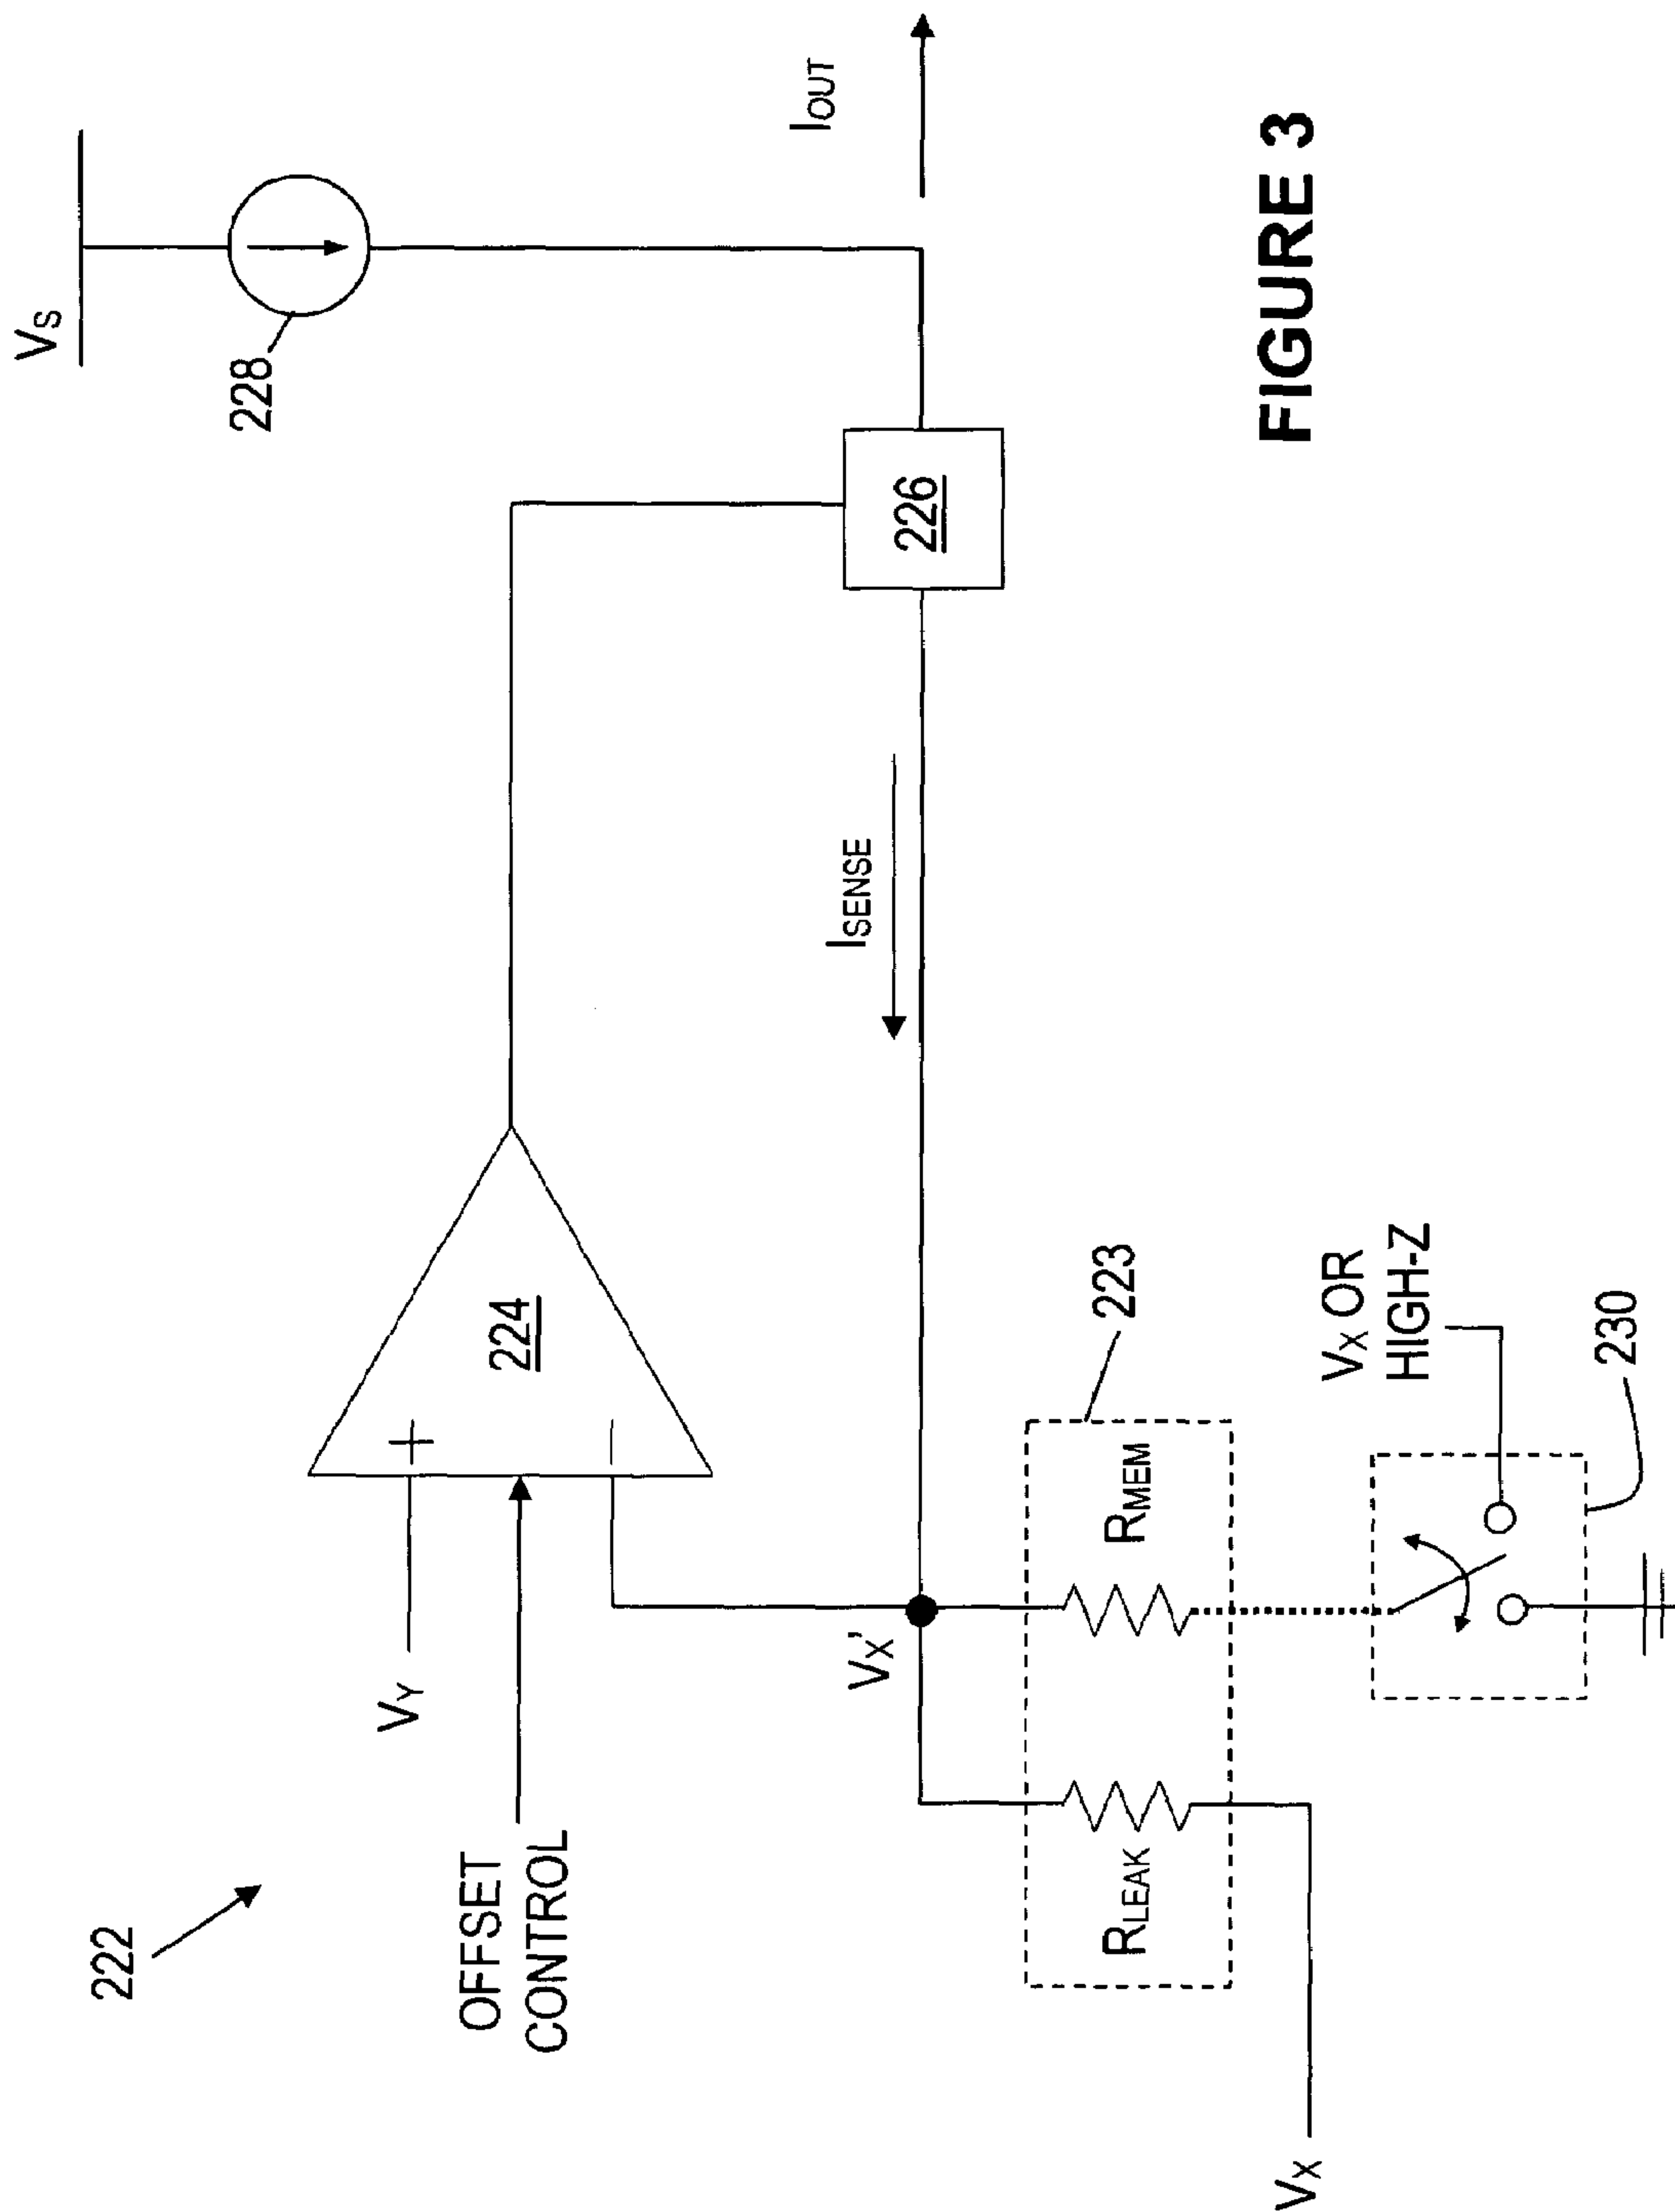 222
V_S
228
I_OUT
V_Y
+
−
224
OFFSET
CONTROL
226
I_SENSE
V_X'
223
R_LEAK
R_MEM
V_X OR
HIGH-Z
V_X
230
FIGURE 3